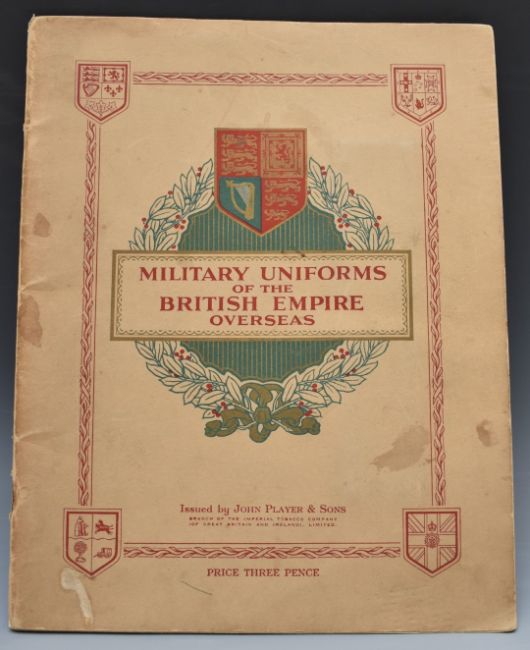 MILITARY UNIFORMS
OF THE
BRITISH EMPIRE
OVERSEAS
Issued by JOHN PLAYER & SONS
BRANCH OF THE IMPERIAL TOBACCO COMPANY
(OF GREAT BRITAIN AND IRELAND), LIMITED.
PRICE THREE PENCE